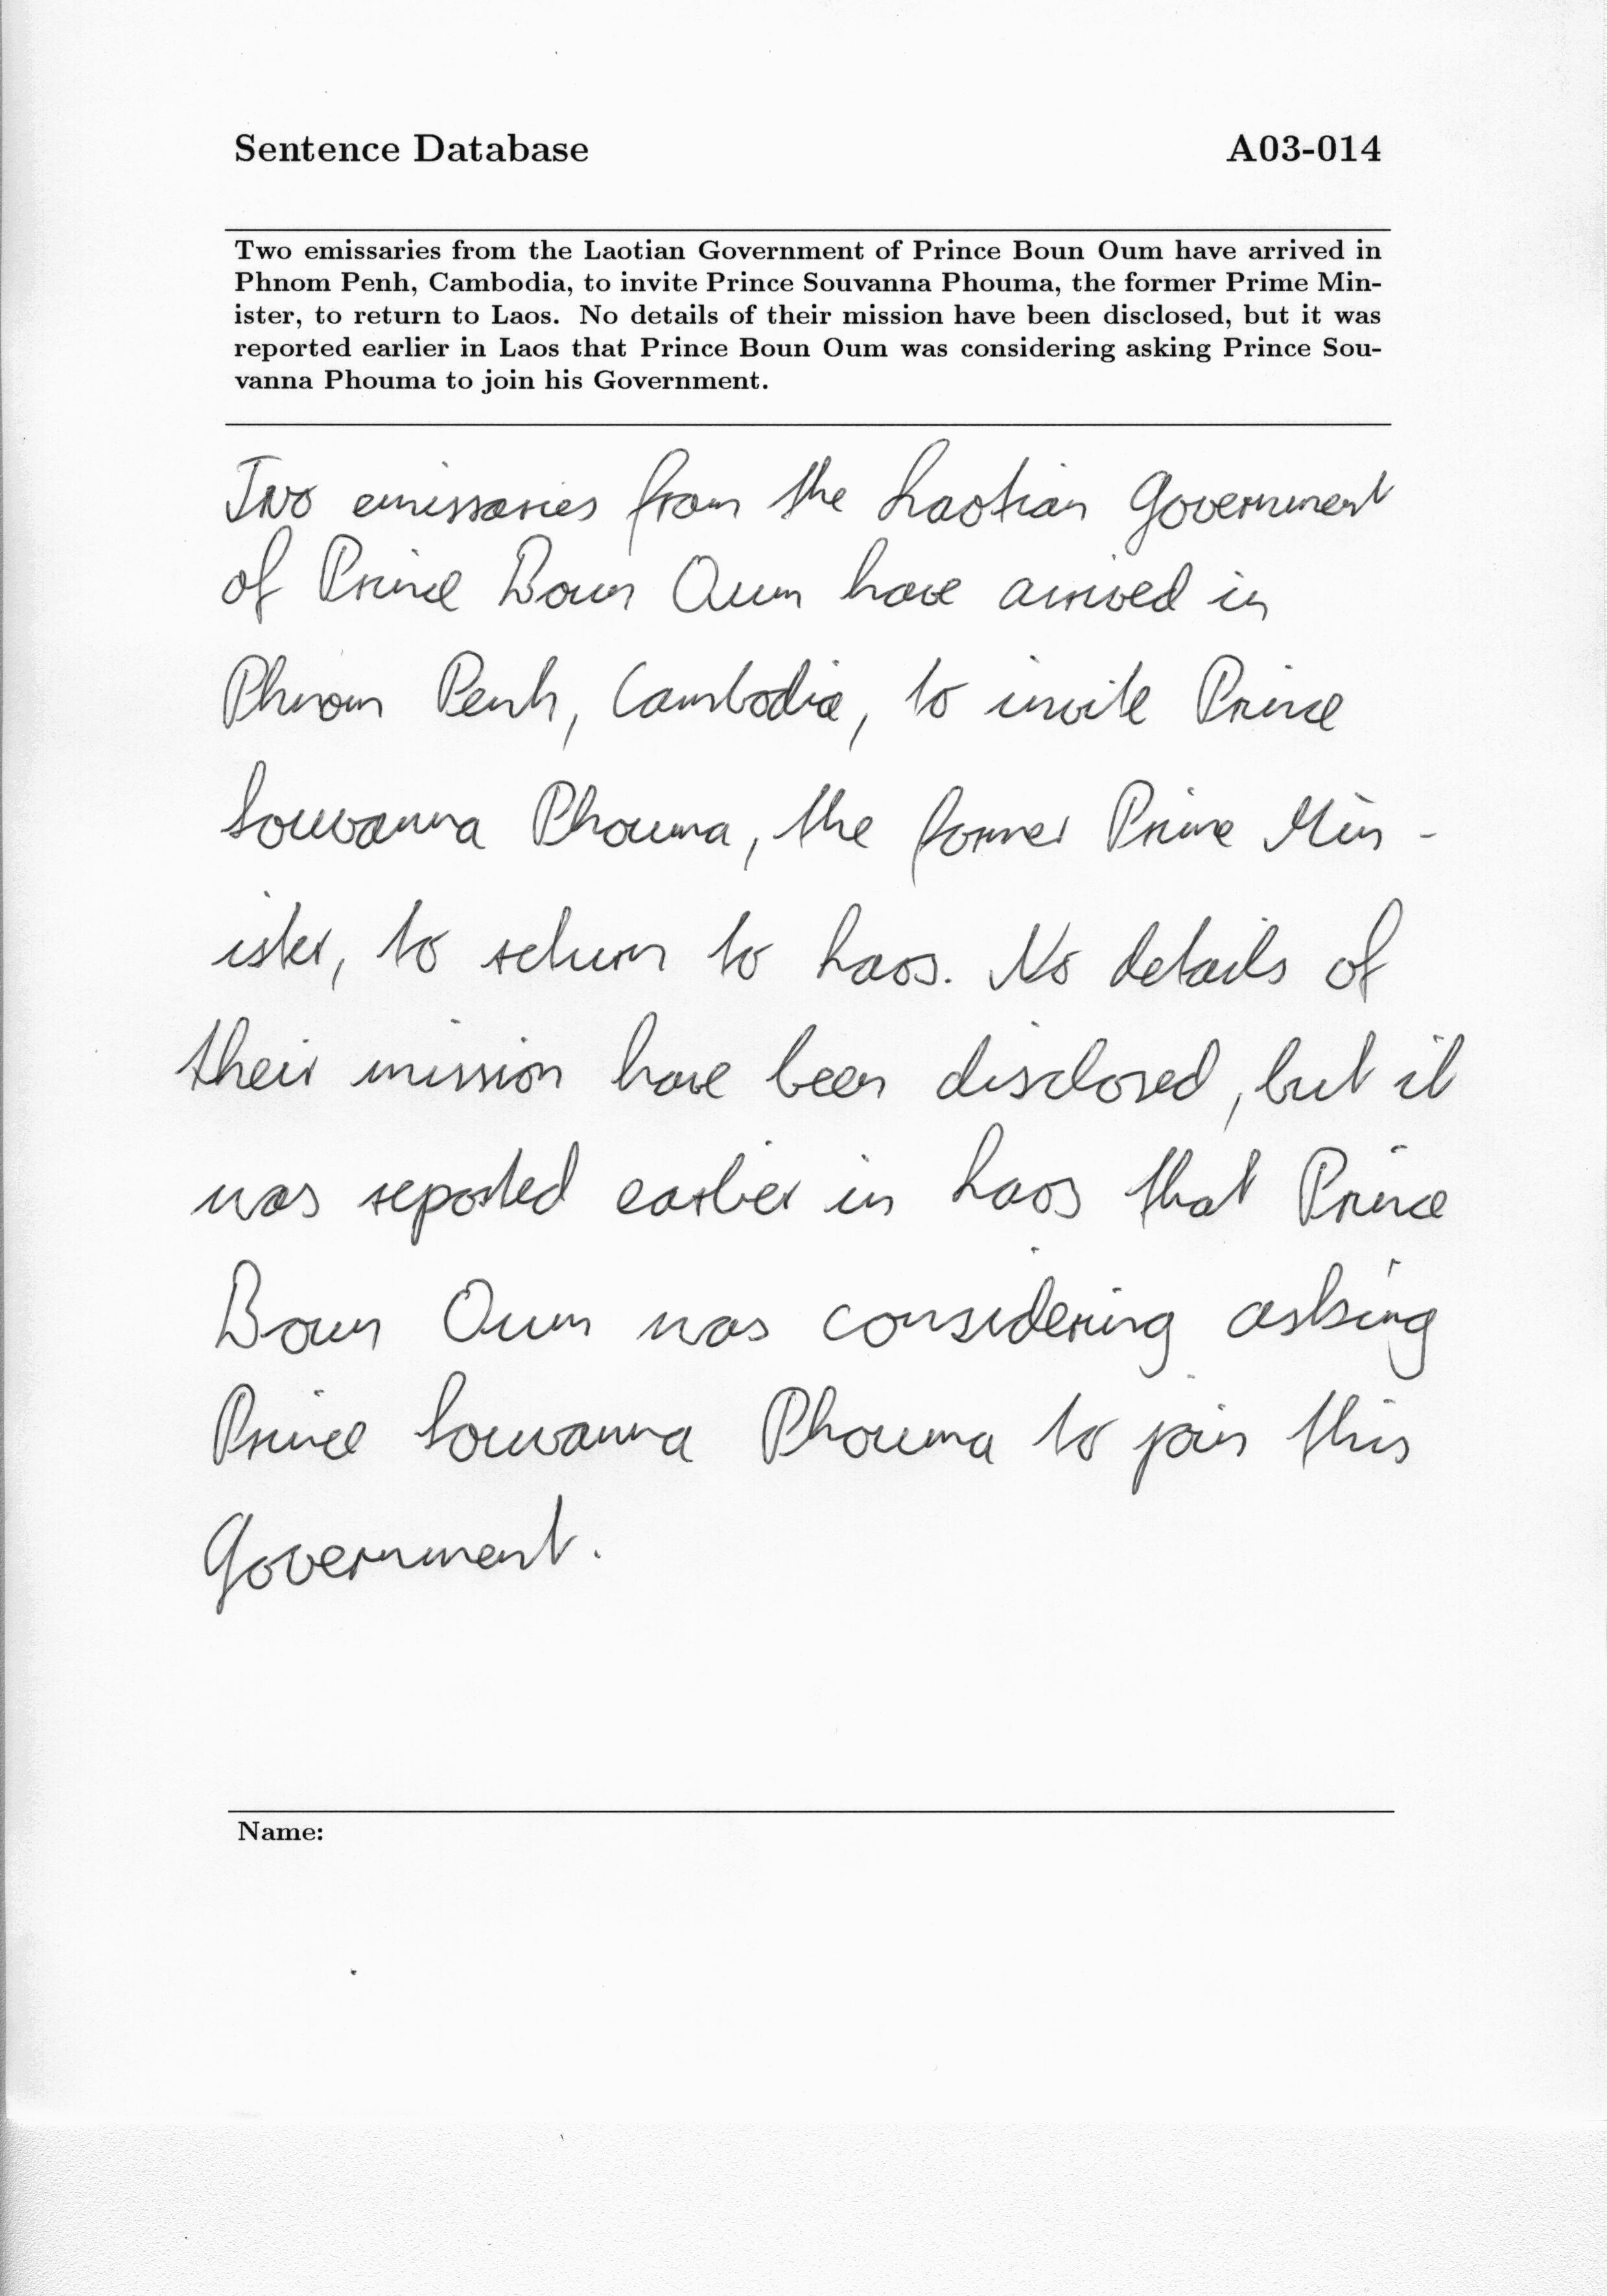 Sentence Database A03-014
Two emissaries from the Laotian Government of Prince Boun Oum have arrived in
Phnom Penh, Cambodia, to invite Prince Souvanna Phouma, the former Prime Min-
ister, to return to Laos. No details of their mission have been disclosed, but it was
reported earlier in Laos that Prince Boun Oum was considering asking Prince Sou-
vanna Phouma to join his Government.
Two emissaries from the Laotian Government
of Prince Boun Oum have arrived in
Phnom Penh, Cambodia, to invite Prince
Souvanna Phouma, the former Prime Min-
ister, to return to Laos. No details of
their mission have been disclosed, but it
was reported earlier in Laos that Prince
Boun Oum was considering asking
Prince Souvanna Phouma to join this
Government.
Name: